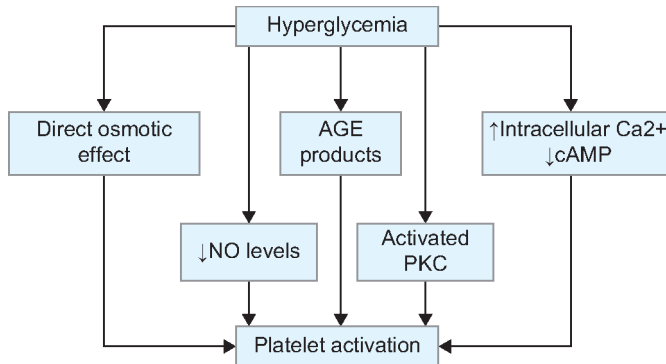 Hyperglycemia
Direct osmotic
effect
AGE
products
↑Intracellular Ca2+
↓cAMP
↓NO levels
Activated
PKC
Platelet activation